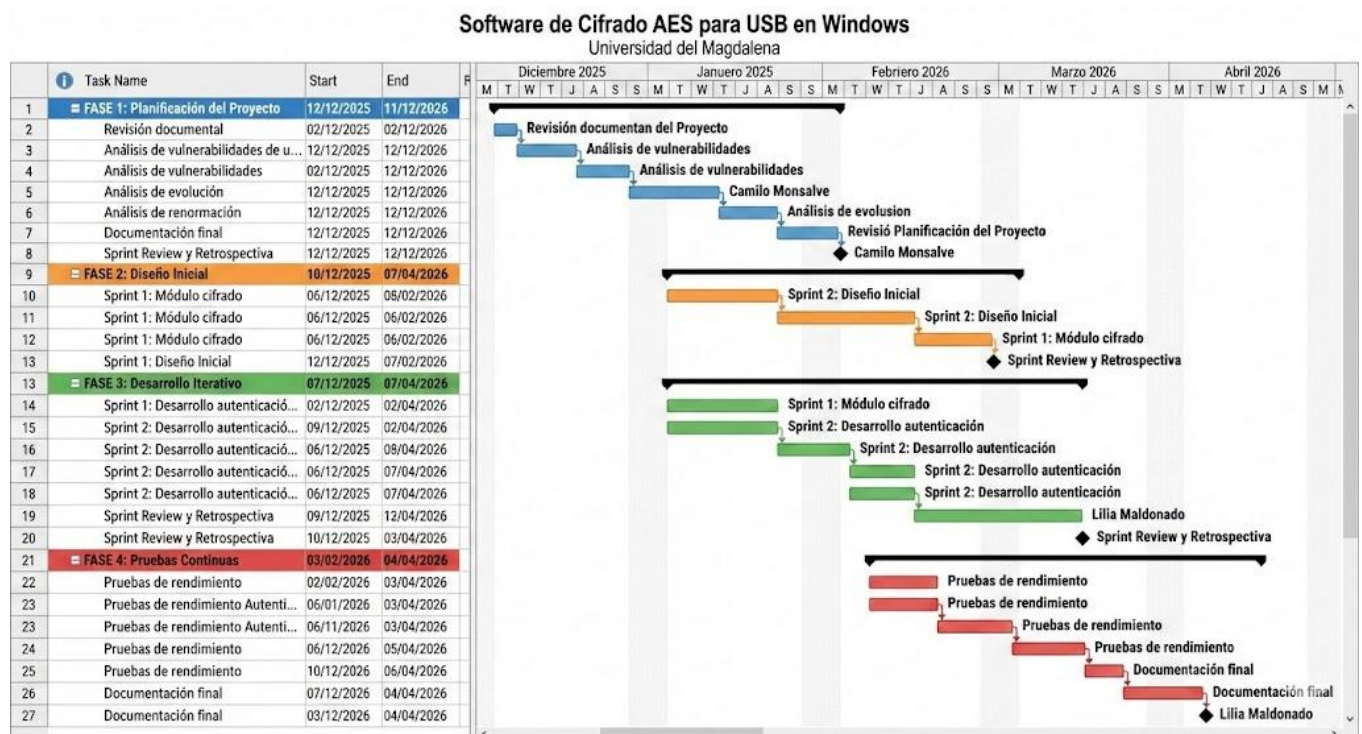 Software de Cifrado AES para USB en Windows
Universidad del Magdalena
Task Name Start End F
Diciembre 2025 Januero 2025 Febriero 2026 Marzo 2026 Abril 2026
M T W T J A S S M T W T J A S S M T W T J A S S M T W T J A S S M T W T J A S M
1 FASE 1: Planificación del Proyecto 12/12/2025 11/12/2026
2 Revisión documental 02/12/2025 02/12/2026 Revisión documentan del Proyecto
3 Análisis de vulnerabilidades de u... 12/12/2025 12/12/2026 Análisis de vulnerabilidades
4 Análisis de vulnerabilidades 02/12/2025 12/12/2026 Análisis de vulnerabilidades
5 Análisis de evolución 12/12/2025 12/12/2026 Camilo Monsalve
6 Análisis de renormación 12/12/2025 12/12/2026 Análisis de evolusion
7 Documentación final 12/12/2025 12/12/2026 Revisió Planificación del Proyecto
8 Sprint Review y Retrospectiva 12/12/2025 12/12/2026 Camilo Monsalve
9 FASE 2: Diseño Inicial 10/12/2025 07/04/2026
10 Sprint 1: Módulo cifrado 06/12/2025 08/02/2026 Sprint 2: Diseño Inicial
11 Sprint 1: Módulo cifrado 06/12/2025 06/02/2026 Sprint 2: Diseño Inicial
12 Sprint 1: Módulo cifrado 06/12/2025 06/02/2026 Sprint 1: Módulo cifrado
13 Sprint 1: Diseño Inicial 12/12/2025 07/02/2026 Sprint Review y Retrospectiva
13 FASE 3: Desarrollo Iterativo 07/12/2025 07/04/2026
14 Sprint 1: Desarrollo autenticació... 02/12/2025 02/04/2026 Sprint 1: Módulo cifrado
15 Sprint 2: Desarrollo autenticació... 09/12/2025 02/04/2026 Sprint 2: Desarrollo autenticación
16 Sprint 2: Desarrollo autenticació... 06/12/2025 08/04/2026 Sprint 2: Desarrollo autenticación
17 Sprint 2: Desarrollo autenticació... 06/12/2025 07/04/2026 Sprint 2: Desarrollo autenticación
18 Sprint 2: Desarrollo autenticació... 06/12/2025 07/04/2026 Sprint 2: Desarrollo autenticación
19 Sprint Review y Retrospectiva 09/12/2025 12/04/2026 Lilia Maldonado
20 Sprint Review y Retrospectiva 10/12/2025 03/04/2026 Sprint Review y Retrospectiva
21 FASE 4: Pruebas Continuas 03/02/2026 04/04/2026
22 Pruebas de rendimiento 02/02/2026 03/04/2026 Pruebas de rendimiento
23 Pruebas de rendimiento Autenti... 06/01/2026 03/04/2026 Pruebas de rendimiento
23 Pruebas de rendimiento Autenti... 06/11/2026 03/04/2026 Pruebas de rendimiento
24 Pruebas de rendimiento 06/12/2026 05/04/2026 Pruebas de rendimiento
25 Pruebas de rendimiento 10/12/2026 06/04/2026 Documentación final
26 Documentación final 07/12/2026 04/04/2026 Documentación final
27 Documentación final 03/12/2026 04/04/2026 Lilia Maldonado